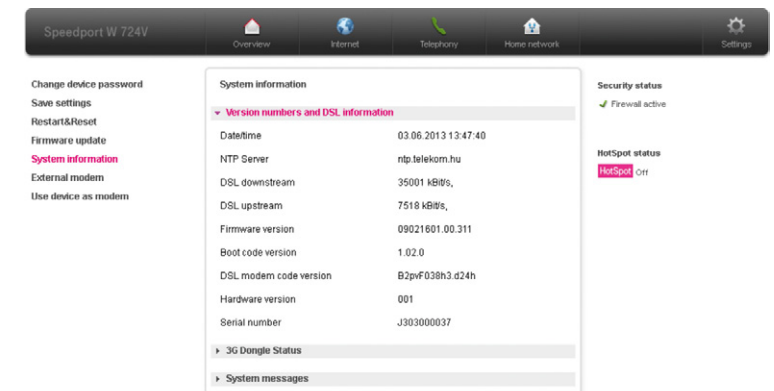 Speedport W 724V
Overview
Internet
Telephony
Home network
Settings
Change device password
Save settings
Restart&Reset
Firmware update
System information
External modem
Use device as modem
System information
Version numbers and DSL information
Date/time 03.06.2013 13:47:40
NTP Server ntp.telekom.hu
DSL downstream 35001 kBit/s,
DSL upstream 7518 kBit/s,
Firmware version 09021601.00.311
Boot code version 1.02.0
DSL modem code version B2pvF038h3.d24h
Hardware version 001
Serial number J303000037
3G Dongle Status
System messages
Security status
Firewall active
HotSpot status
HotSpot Off